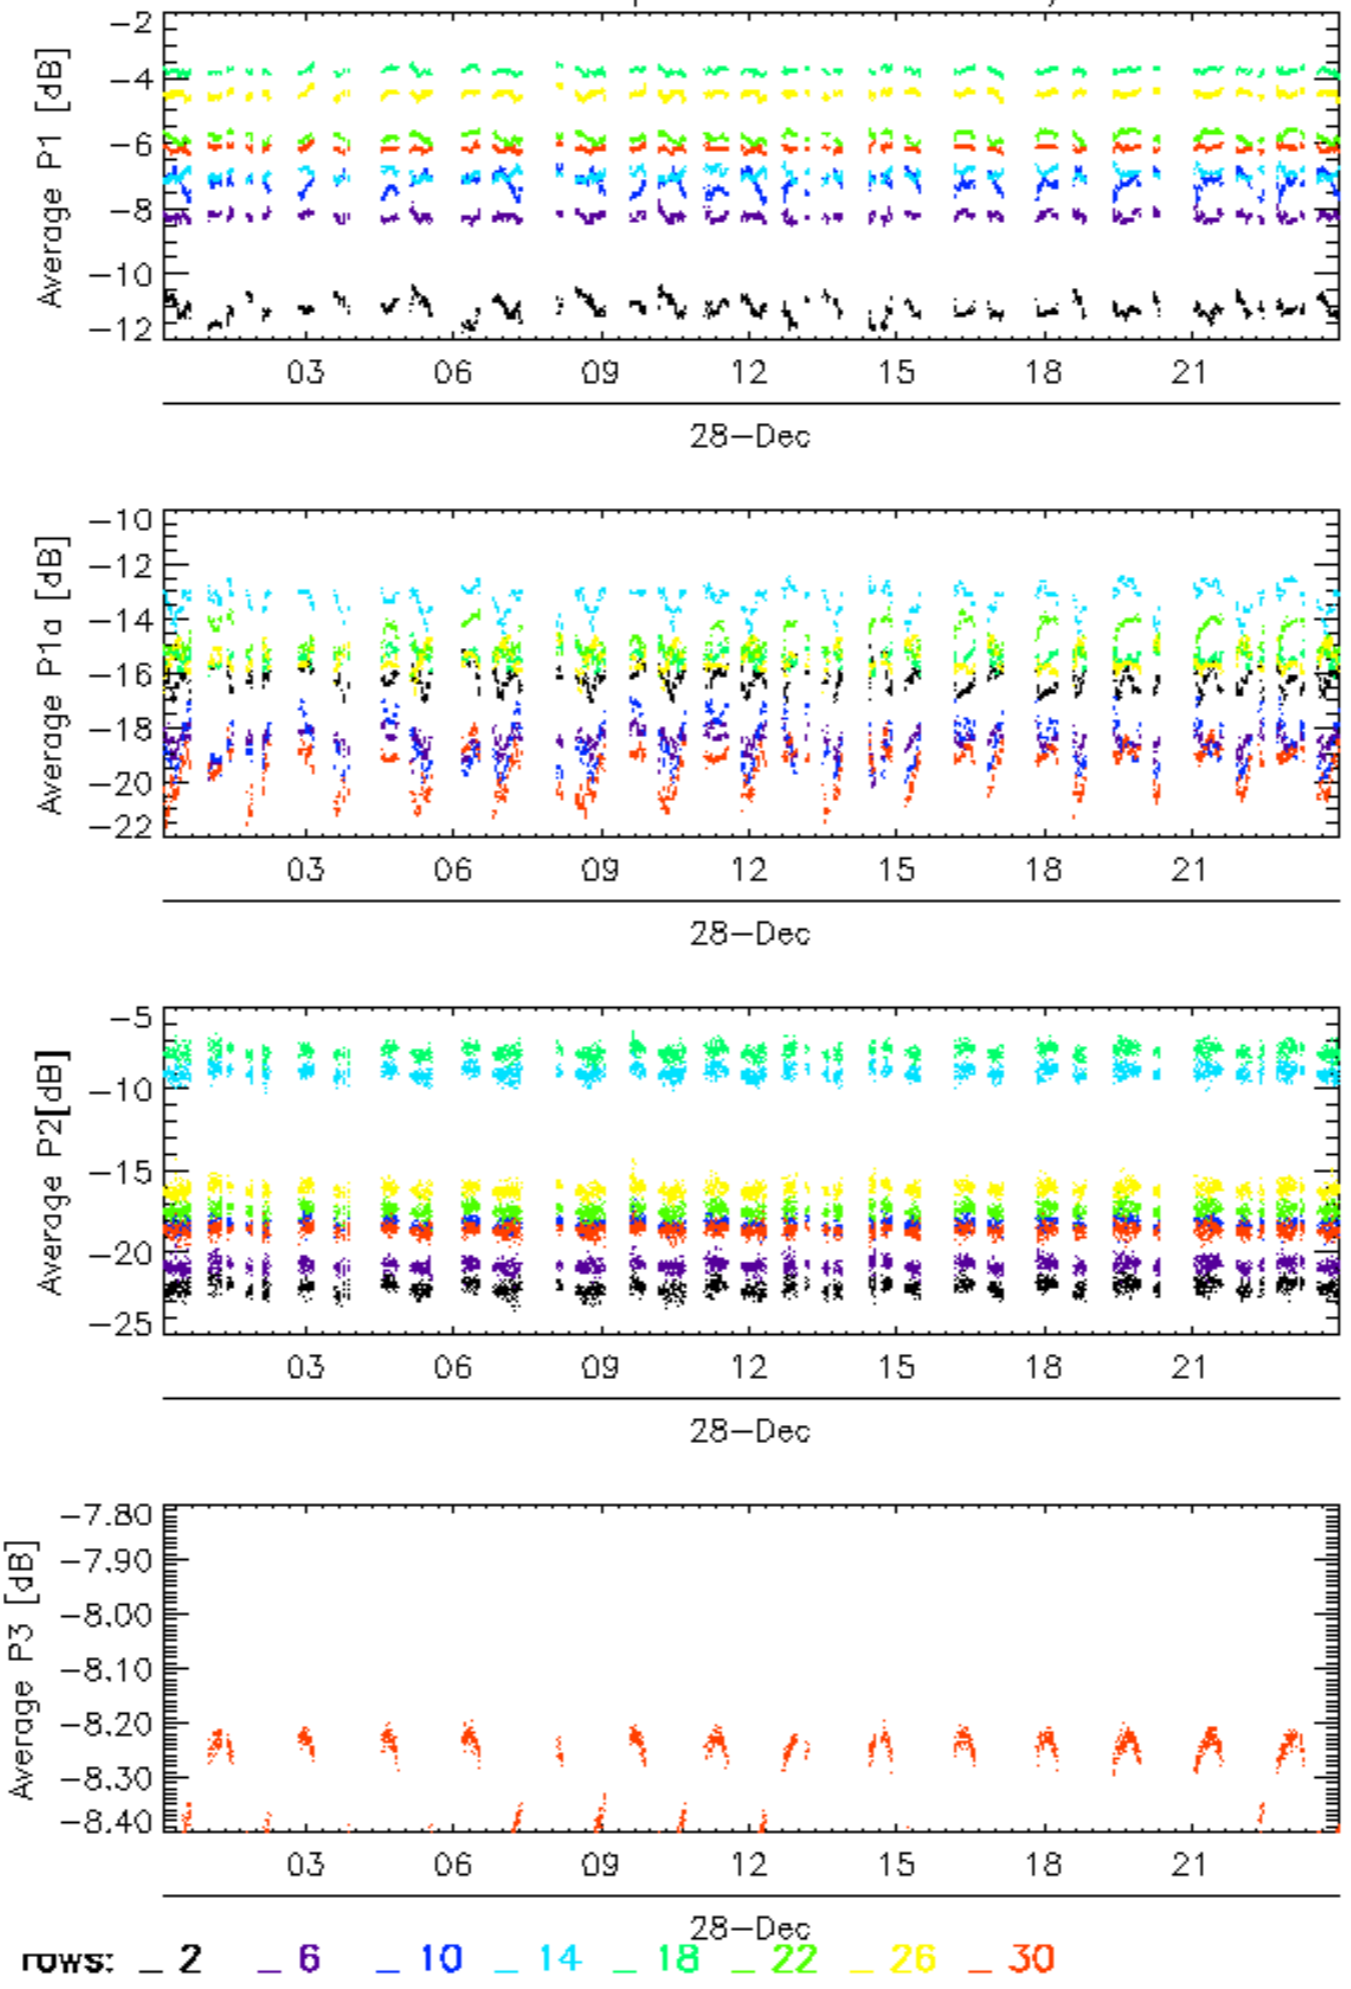 Average P1 [dB]
-2
-4
-6
-8
-10
-12
03 06 09 12 15 18 21
28-Dec
Average P1a [dB]
-10
-12
-14
-16
-18
-20
-22
03 06 09 12 15 18 21
28-Dec
Average P2[dB]
-5
-10
-15
-20
-25
03 06 09 12 15 18 21
28-Dec
Average P3 [dB]
-7.80
-7.90
-8.00
-8.10
-8.20
-8.30
-8.40
03 06 09 12 15 18 21
28-Dec
rows: _ 2 _ 6 _ 10 _ 14 _ 18 _ 22 _ 26 _ 30